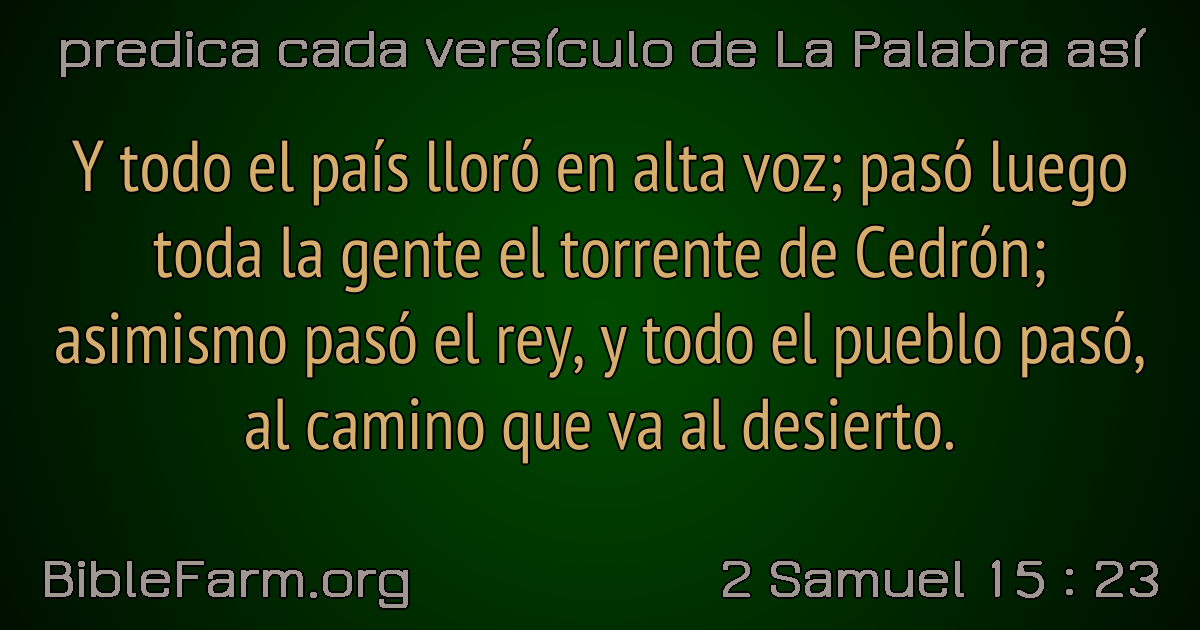 predica cada versículo de La Palabra así
Y todo el país lloró en alta voz; pasó luego
toda la gente el torrente de Cedrón;
asimismo pasó el rey, y todo el pueblo pasó,
al camino que va al desierto.
BibleFarm.org
2 Samuel 15 : 23